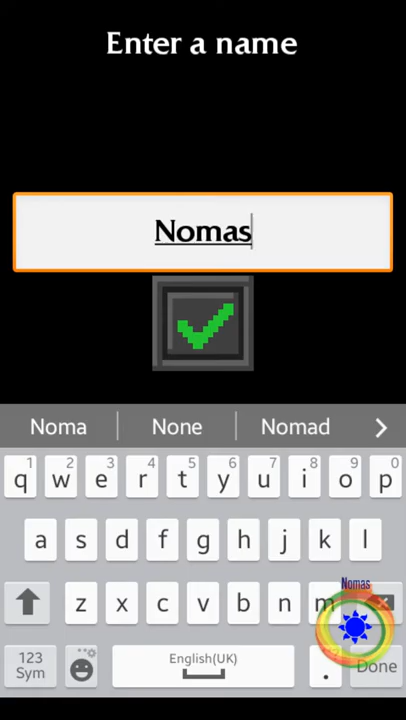 Enter a name
Nomas
Noma None Nomad
1 2 3 4 5 6 7 8 9 0
q w e r t y u i o p
a s d f g h j k l
z x c v b n m
Nomas
123
Sym
English(UK)
.
Done